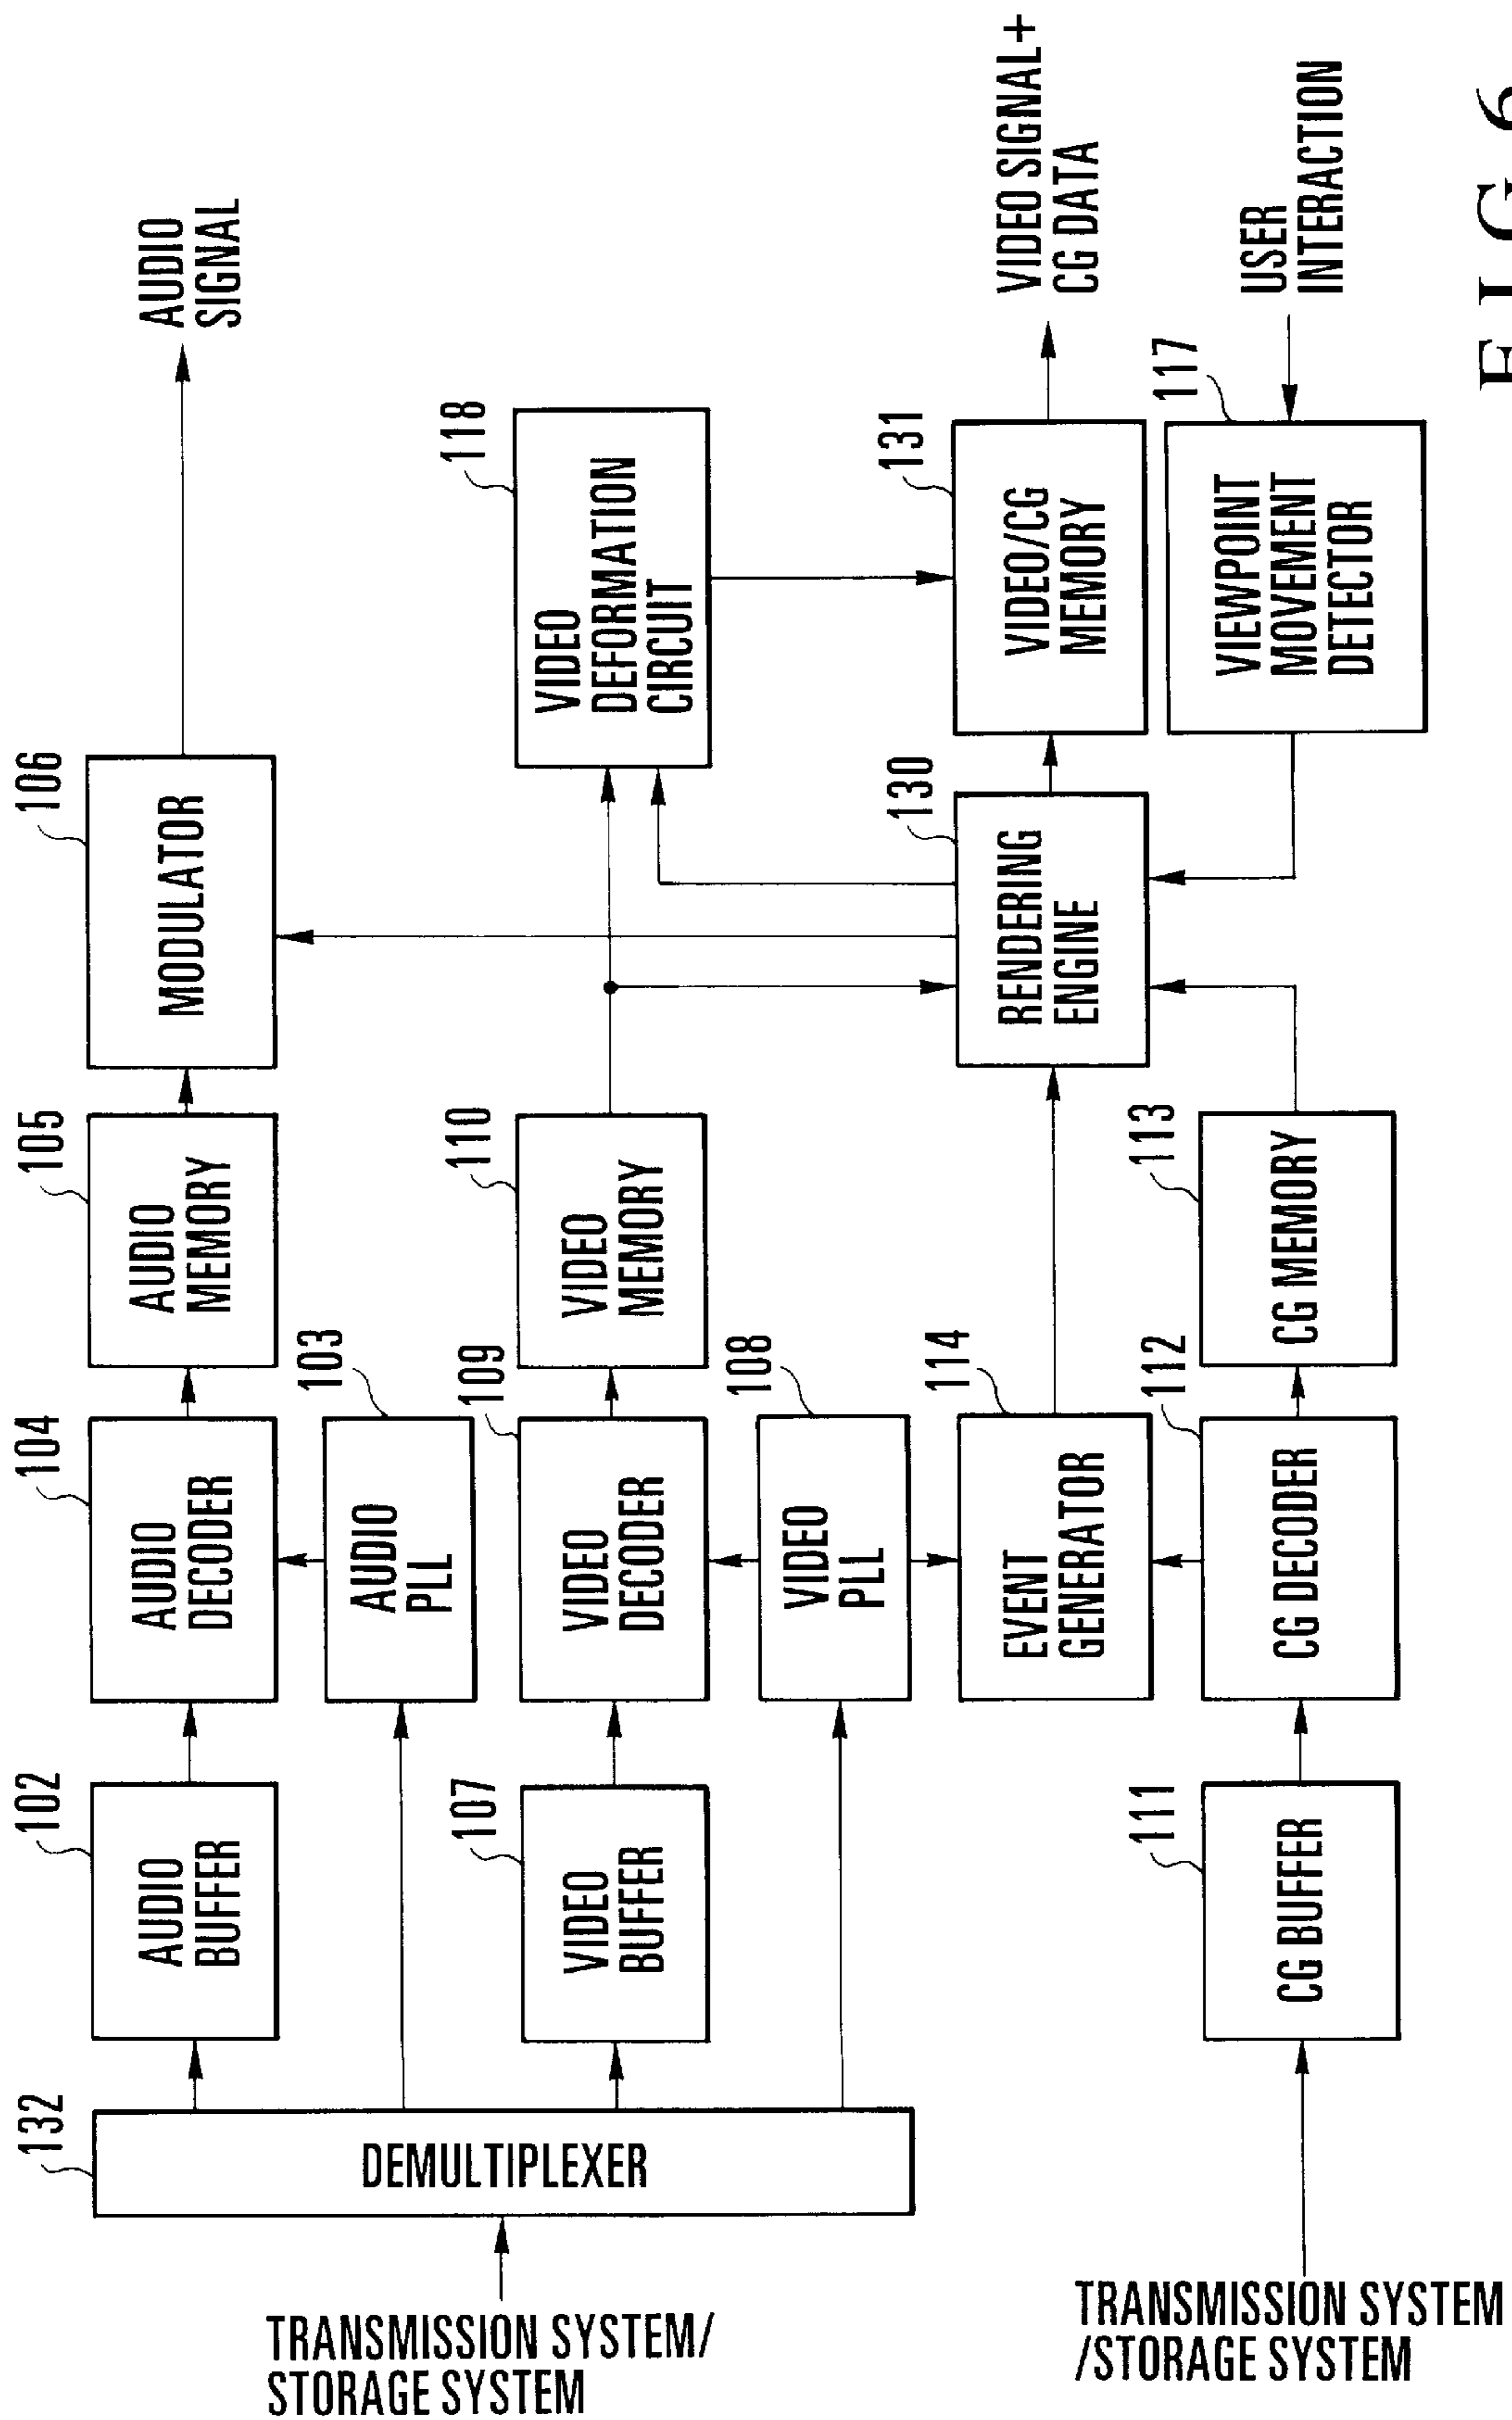 132
DEMULTIPLEXER
TRANSMISSION SYSTEM/
STORAGE SYSTEM
102
AUDIO
BUFFER
104
AUDIO
DECODER
105
AUDIO
MEMORY
106
MODULATOR
AUDIO
SIGNAL
103
AUDIO
PLL
107
VIDEO
BUFFER
109
VIDEO
DECODER
110
VIDEO
MEMORY
118
VIDEO
DEFORMATION
CIRCUIT
108
VIDEO
PLL
114
EVENT
GENERATOR
130
RENDERING
ENGINE
131
VIDEO/CG
MEMORY
VIDEO SIGNAL+
CG DATA
TRANSMISSION SYSTEM
/STORAGE SYSTEM
111
CG BUFFER
112
CG DECODER
113
CG MEMORY
117
VIEWPOINT
MOVEMENT
DETECTOR
USER
INTERACTION